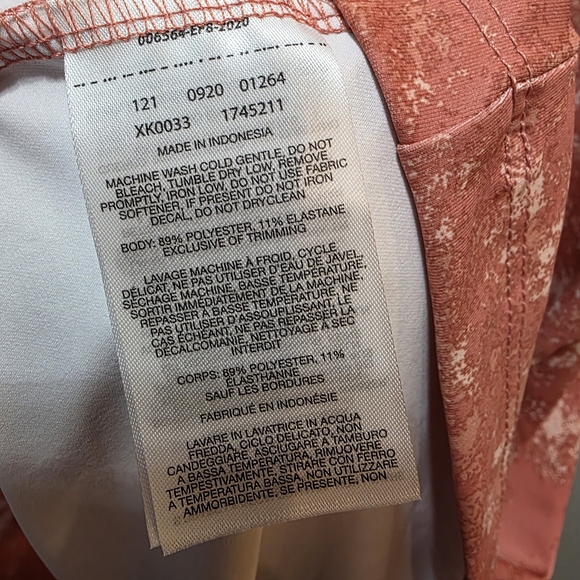 006364-EP8-2020
121 0920 01264
XK0033 1745211
MADE IN INDONESIA
MACHINE WASH COLD GENTLE, DO NOT
BLEACH, TUMBLE DRY LOW, REMOVE
PROMPTLY, IRON LOW, DO NOT USE FABRIC
SOFTENER, IF PRESENT DO NOT IRON
DECAL, DO NOT DRYCLEAN
BODY: 89% POLYESTER, 11% ELASTANE
EXCLUSIVE OF TRIMMING
LAVAGE MACHINE À FROID, CYCLE
DÉLICAT, NE PAS UTILISER D'EAU DE JAVEL,
SÉCHAGE MACHINE, BASSE TEMPÉRATURE,
SORTIR IMMÉDIATEMENT DE LA MACHINE,
REPASSER À BASSE TEMPÉRATURE, NE
PAS UTILISER D'ASSOUPLISSANT, LE
CAS ÉCHÉANT, NE PAS REPASSER LA
DÉCALCOMANIE, NETTOYAGE À SEC
INTERDIT
CORPS: 89% POLYESTER, 11%
ELASTHANNE
SAUF LES BORDURES
FABRIQUÉ EN INDONÉSIE
LAVARE IN LAVATRICE IN ACQUA
FREDDA, CICLO DELICATO, NON
CANDEGGIARE, ASCIUGARE A TAMBURO
A BASSA TEMPERATURA, RIMUOVERE
TEMPESTIVAMENTE, STIRARE CON FERRO
A TEMPERATURA BASSA, NON UTILIZZARE
AMMORBIDENTE, SE PRESENTE, NON